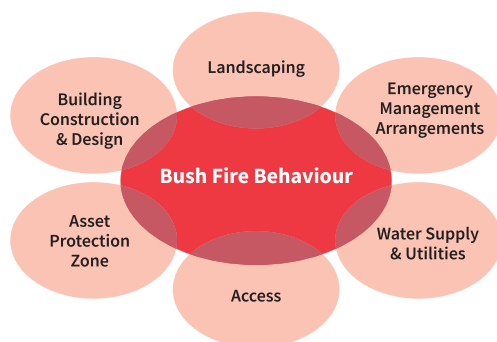 Landscaping
Building
Construction
& Design
Emergency
Management
Arrangements
Bush Fire Behaviour
Asset
Protection
Zone
Water Supply
& Utilities
Access